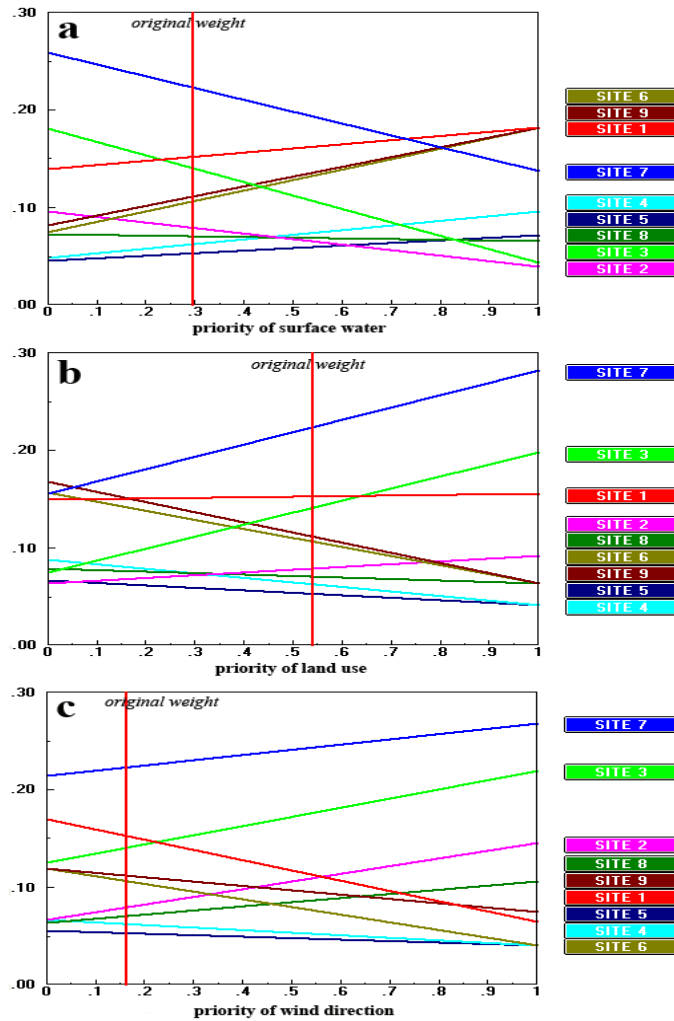 .30
a
original weight
.20
.10
.00
0 .1 .2 .3 .4 .5 .6 .7 .8 .9 1
priority of surface water
SITE 6
SITE 9
SITE 1
SITE 7
SITE 4
SITE 5
SITE 8
SITE 3
SITE 2
.30
b
original weight
.20
.10
.00
0 .1 .2 .3 .4 .5 .6 .7 .8 .9 1
priority of land use
SITE 7
SITE 3
SITE 1
SITE 2
SITE 8
SITE 6
SITE 9
SITE 5
SITE 4
.30
c
original weight
.20
.10
.00
0 .1 .2 .3 .4 .5 .6 .7 .8 .9 1
priority of wind direction
SITE 7
SITE 3
SITE 2
SITE 8
SITE 9
SITE 1
SITE 5
SITE 4
SITE 6